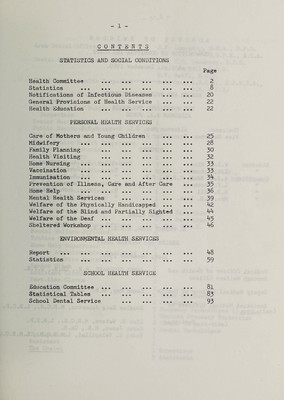 - 1 -
CONTENTS
STATISTICS AND SOCIAL CONDITIONS
Page
Health Committee ... ... ... ... ... 2
Statistics ... ... ... ... ... ... 8
Notifications of Infectious Diseases ... ... 20
General Provisions of Health Service ... ... 22
Health Education ... ... ... ... ... 22
PERSONAL HEALTH SERVICES
Care of Mothers and Young Children ... ... 25
Midwifery ... ... ... ... ... ... 28
Family Planning ... ... ... ... ... 30
Health Visiting ... ... ... ... ... 32
Home Nursing ... ... ... ... ... ... 33
Vaccination ... ... ... ... ... ... 33
Immunisation ... ... ... ... ... ... 34
Prevention of Illness, Care and After Care ... 35
Home Help ... ... ... ... ... ... 36
Mental Health Services ... ... ... ... 39
Welfare of the Physically Handicapped ... ... 42
Welfare of the Blind and Partially Sighted ... 44
Welfare of the Deaf ... ... ... ... ... 45
Sheltered Workshop ... ... ... ... ... 46
ENVIRONMENTAL HEALTH SERVICES
Report ... ... ... ... ... ... ... 48
Statistics ... ... ... ... ... ... 59
SCHOOL HEALTH SERVICE
Education Committee ... ... ... ... ... 81
Statistical Tables ... ... ... ... ... 83
School Dental Service ... ... ... ... 93